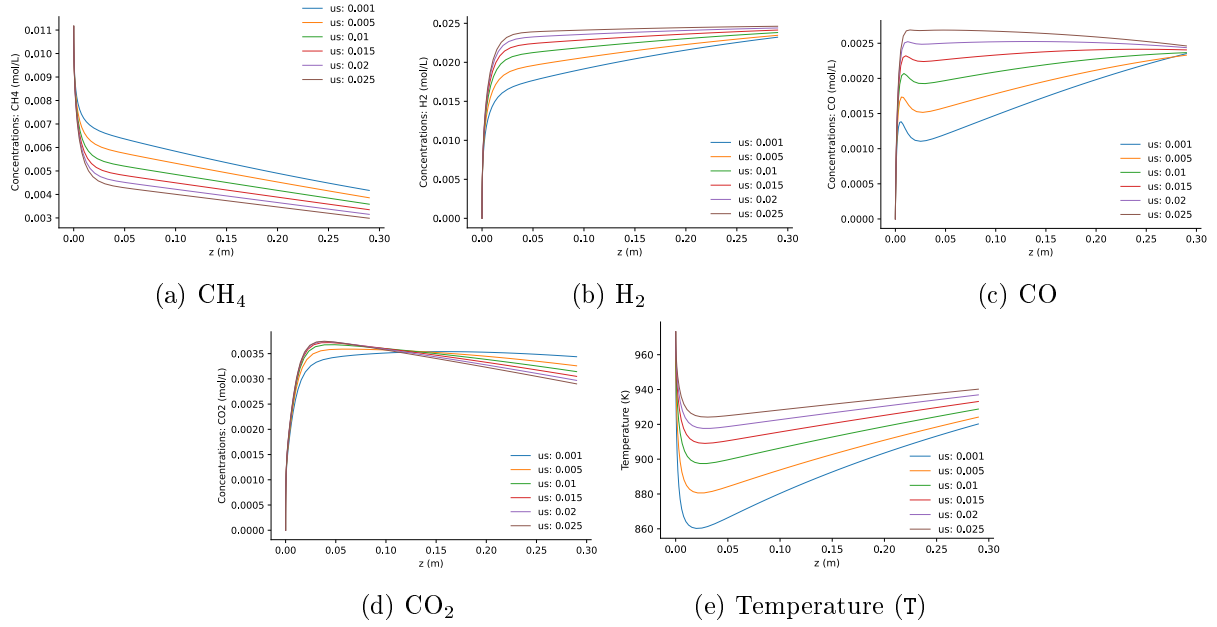 us: 0.001
us: 0.005
us: 0.01
us: 0.015
us: 0.02
us: 0.025
0.011
0.010
0.009
0.008
0.007
0.006
0.005
0.004
0.003
Concentrations: CH4 (mol/L)
0.00 0.05 0.10 0.15 0.20 0.25 0.30
z (m)
(a) CH₄
0.025
0.020
0.015
0.010
0.005
0.000
Concentrations: H2 (mol/L)
us: 0.001
us: 0.005
us: 0.01
us: 0.015
us: 0.02
us: 0.025
0.00 0.05 0.10 0.15 0.20 0.25 0.30
z (m)
(b) H₂
0.0025
0.0020
0.0015
0.0010
0.0005
0.0000
Concentrations: CO (mol/L)
us: 0.001
us: 0.005
us: 0.01
us: 0.015
us: 0.02
us: 0.025
0.00 0.05 0.10 0.15 0.20 0.25 0.30
z (m)
(c) CO
0.0035
0.0030
0.0025
0.0020
0.0015
0.0010
0.0005
0.0000
Concentrations: CO2 (mol/L)
us: 0.001
us: 0.005
us: 0.01
us: 0.015
us: 0.02
us: 0.025
0.00 0.05 0.10 0.15 0.20 0.25 0.30
z (m)
(d) CO₂
960
940
920
900
880
860
Temperature (K)
us: 0.001
us: 0.005
us: 0.01
us: 0.015
us: 0.02
us: 0.025
0.00 0.05 0.10 0.15 0.20 0.25 0.30
z (m)
(e) Temperature (T)